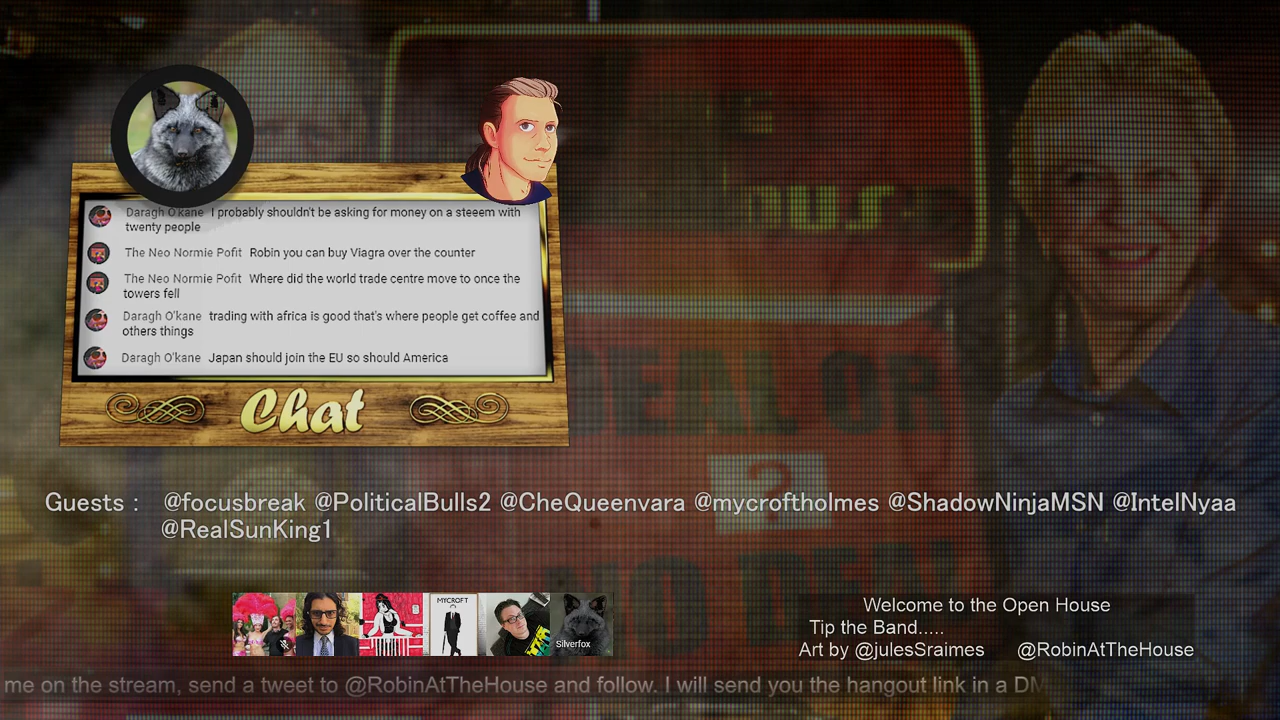 Daragh O'kane I probably shouldn't be asking for money on a steeem with
twenty people
The Neo Normie Pofit Robin you can buy Viagra over the counter
The Neo Normie Pofit Where did the world trade centre move to once the
towers fell
Daragh O'kane trading with africa is good that's where people get coffee and
others things
Daragh O'kane Japan should join the EU so should America
Chat
DEAL OR
?
NO DEAL
Guests : @focusbreak @PoliticalBulls2 @CheQueenvara @mycroftholmes @ShadowNinjaMSN @IntelNyaa
@RealSunKing1
MYCROFT
Silverfox
Welcome to the Open House
Tip the Band.....
Art by @julesSraimes @RobinAtTheHouse
me on the stream, send a tweet to @RobinAtTheHouse and follow. I will send you the hangout link in a DM